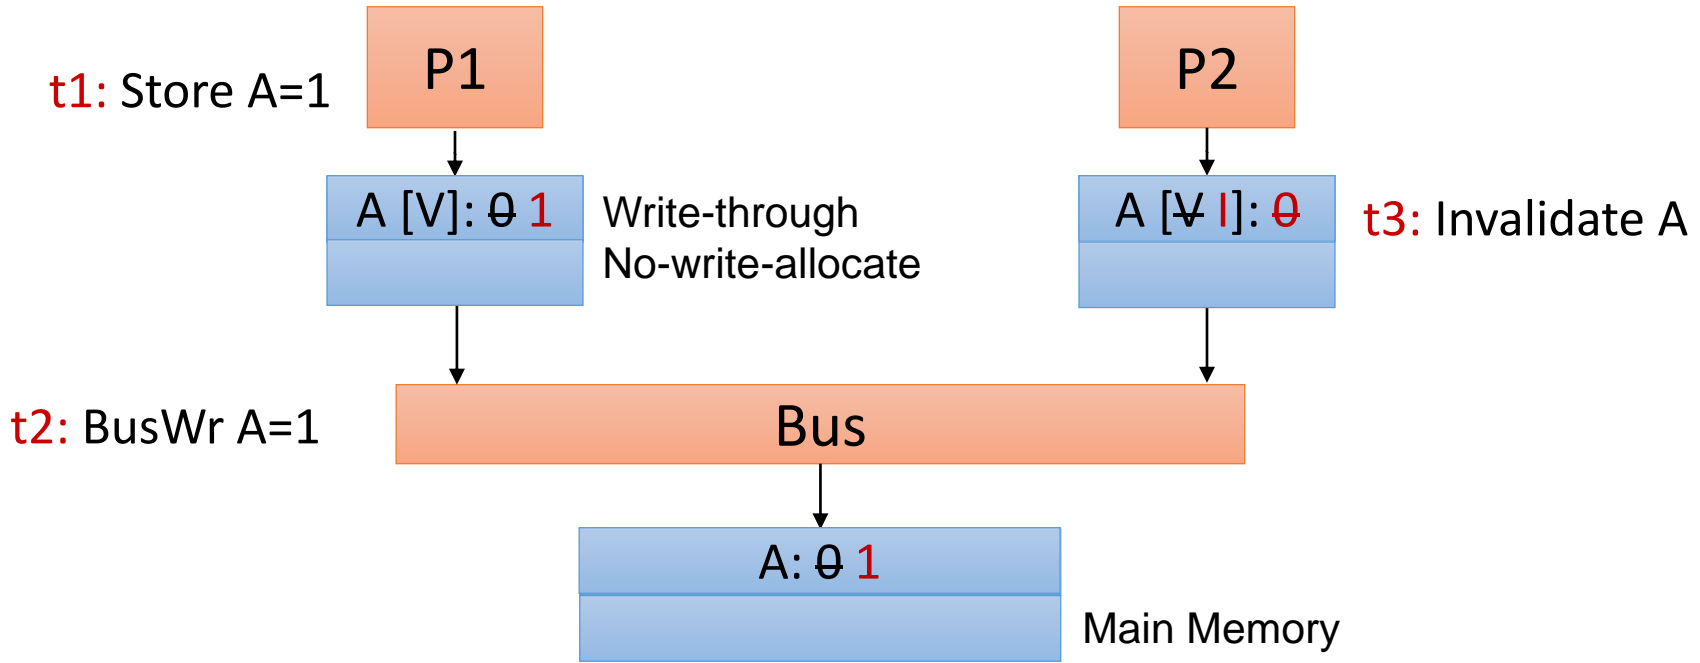 P1
P2
t1: Store A=1
A [V]: 0 1
Write-through
No-write-allocate
A [V I]: 0
t3: Invalidate A
t2: BusWr A=1
Bus
A: 0 1
Main Memory